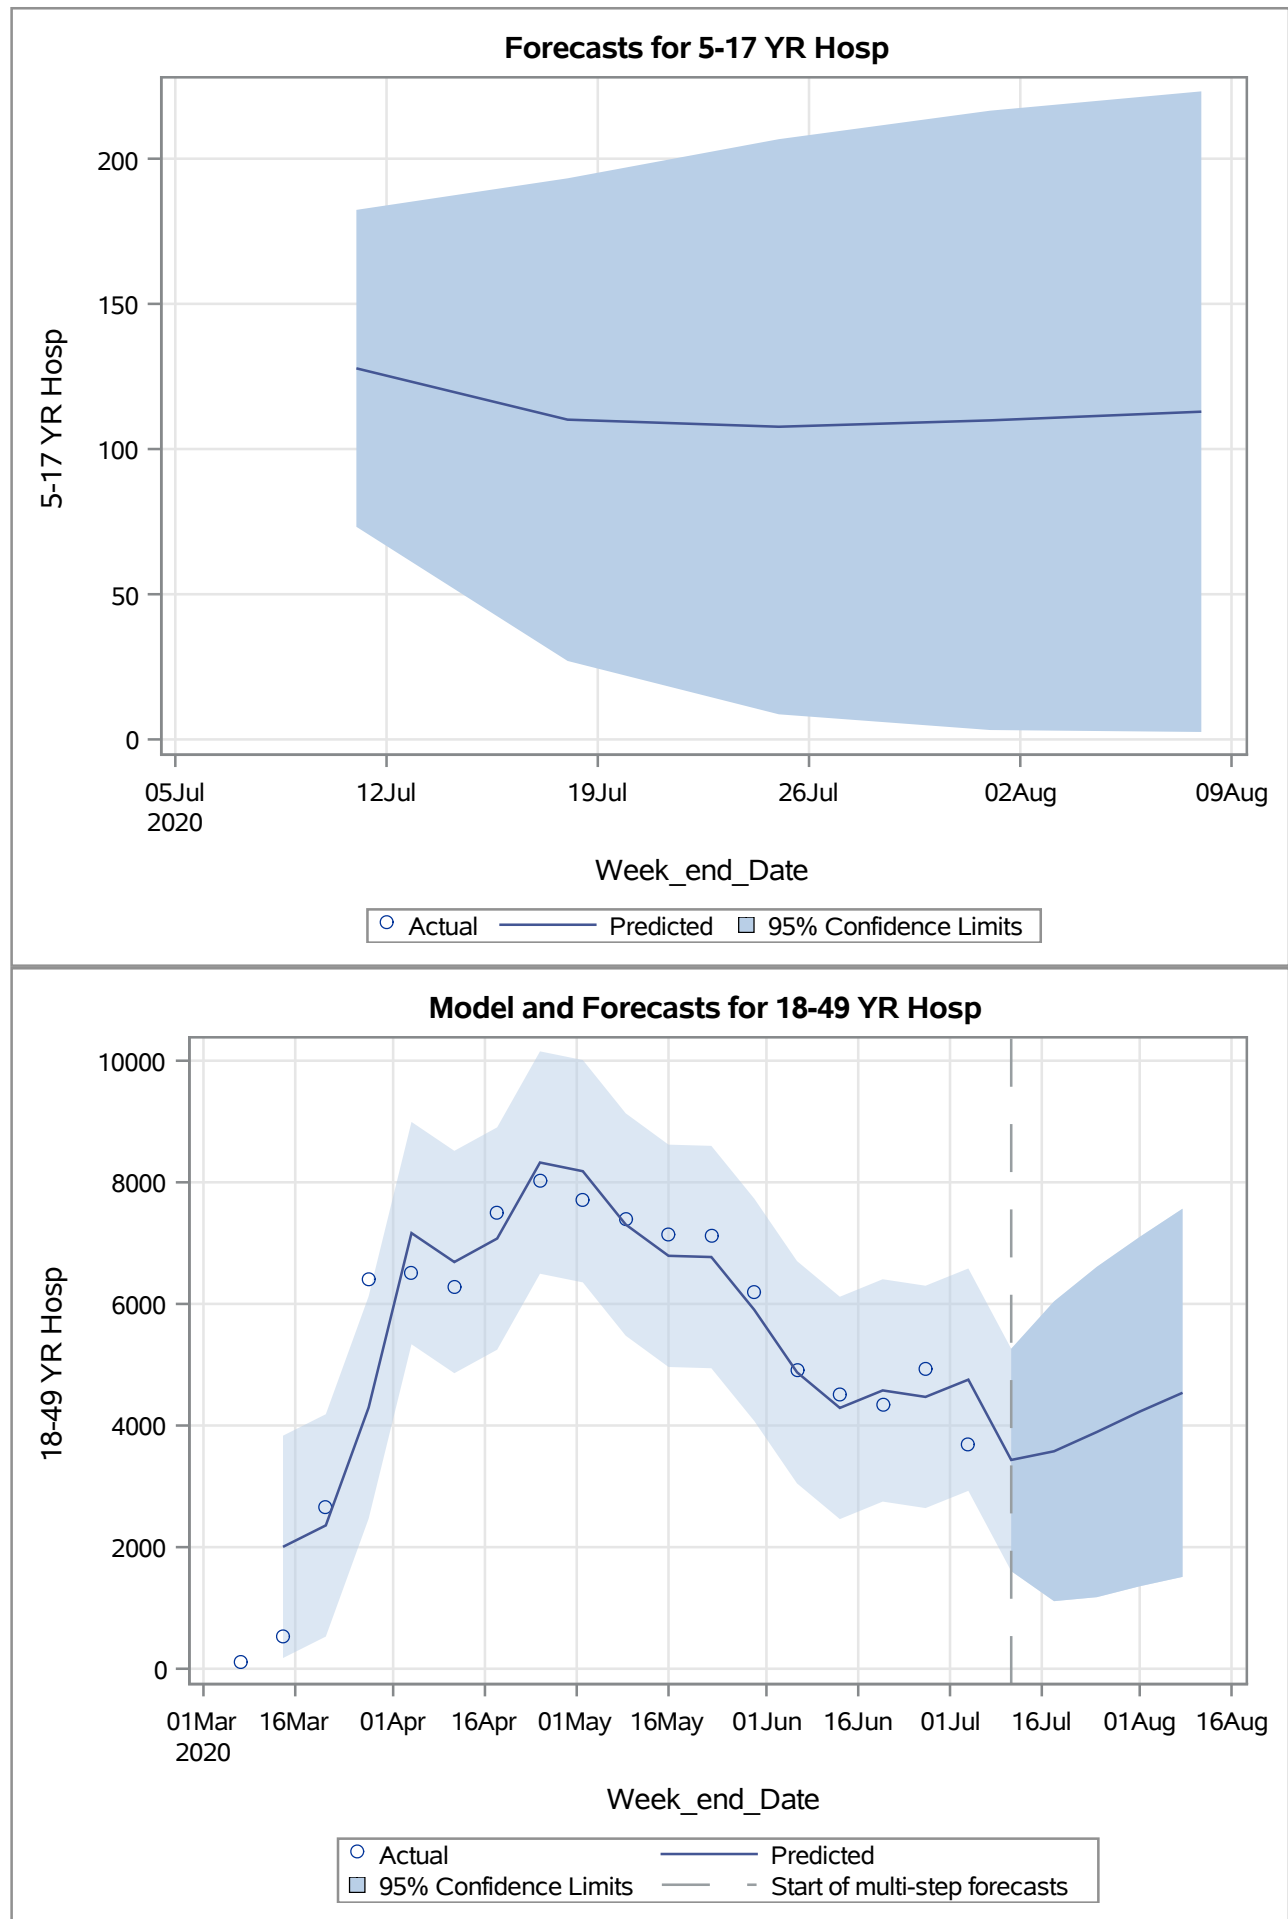 Forecasts for 5-17 YR Hosp
5-17 YR Hosp
200
150
100
50
0
05Jul 12Jul 19Jul 26Jul 02Aug 09Aug
2020
Week_end_Date
Actual Predicted 95% Confidence Limits
Model and Forecasts for 18-49 YR Hosp
18-49 YR Hosp
10000
8000
6000
4000
2000
0
01Mar 16Mar 01Apr 16Apr 01May 16May 01Jun 16Jun 01Jul 16Jul 01Aug 16Aug
2020
Week_end_Date
Actual Predicted
95% Confidence Limits Start of multi-step forecasts